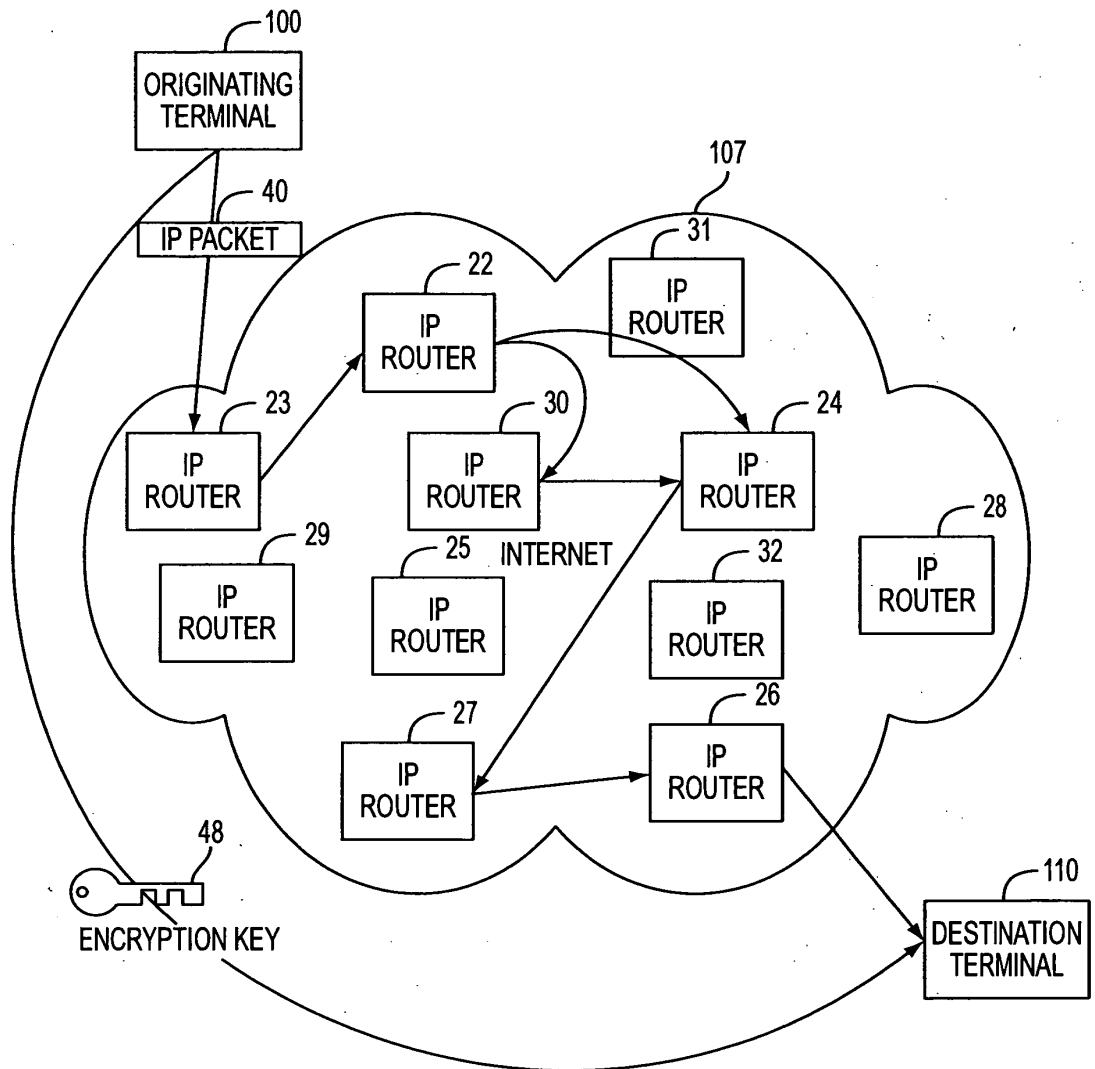 100
ORIGINATING
TERMINAL
40
IP PACKET
107
31
IP
ROUTER
22
IP
ROUTER
23
IP
ROUTER
30
IP
ROUTER
24
IP
ROUTER
29
IP
ROUTER
25
IP
ROUTER
INTERNET
32
IP
ROUTER
28
IP
ROUTER
27
IP
ROUTER
26
IP
ROUTER
48
ENCRYPTION KEY
110
DESTINATION
TERMINAL